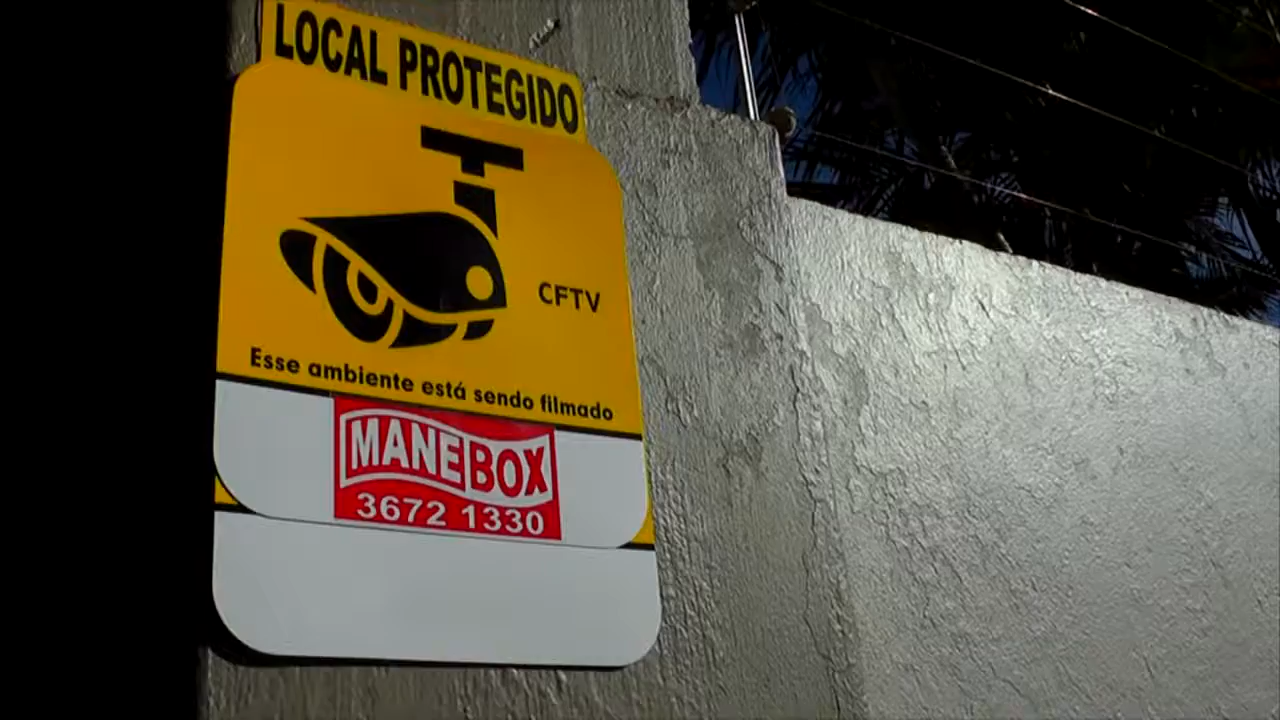 LOCAL PROTEGIDO
CFTV
Esse ambiente está sendo filmado
MANEBOX
3672 1330